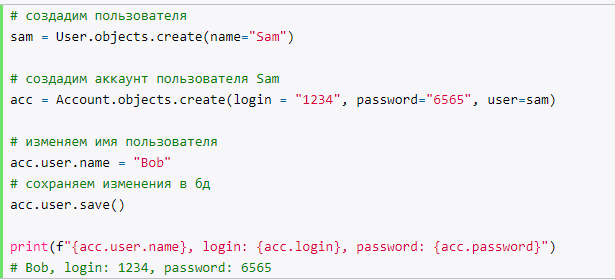 # создадим пользователя
sam = User.objects.create(name="Sam")
# создадим аккаунт пользователя Sam
acc = Account.objects.create(login = "1234", password="6565", user=sam)
# изменяем имя пользователя
acc.user.name = "Bob"
# сохраняем изменения в бд
acc.user.save()
print(f"{acc.user.name}, login: {acc.login}, password: {acc.password}")
# Bob, login: 1234, password: 6565